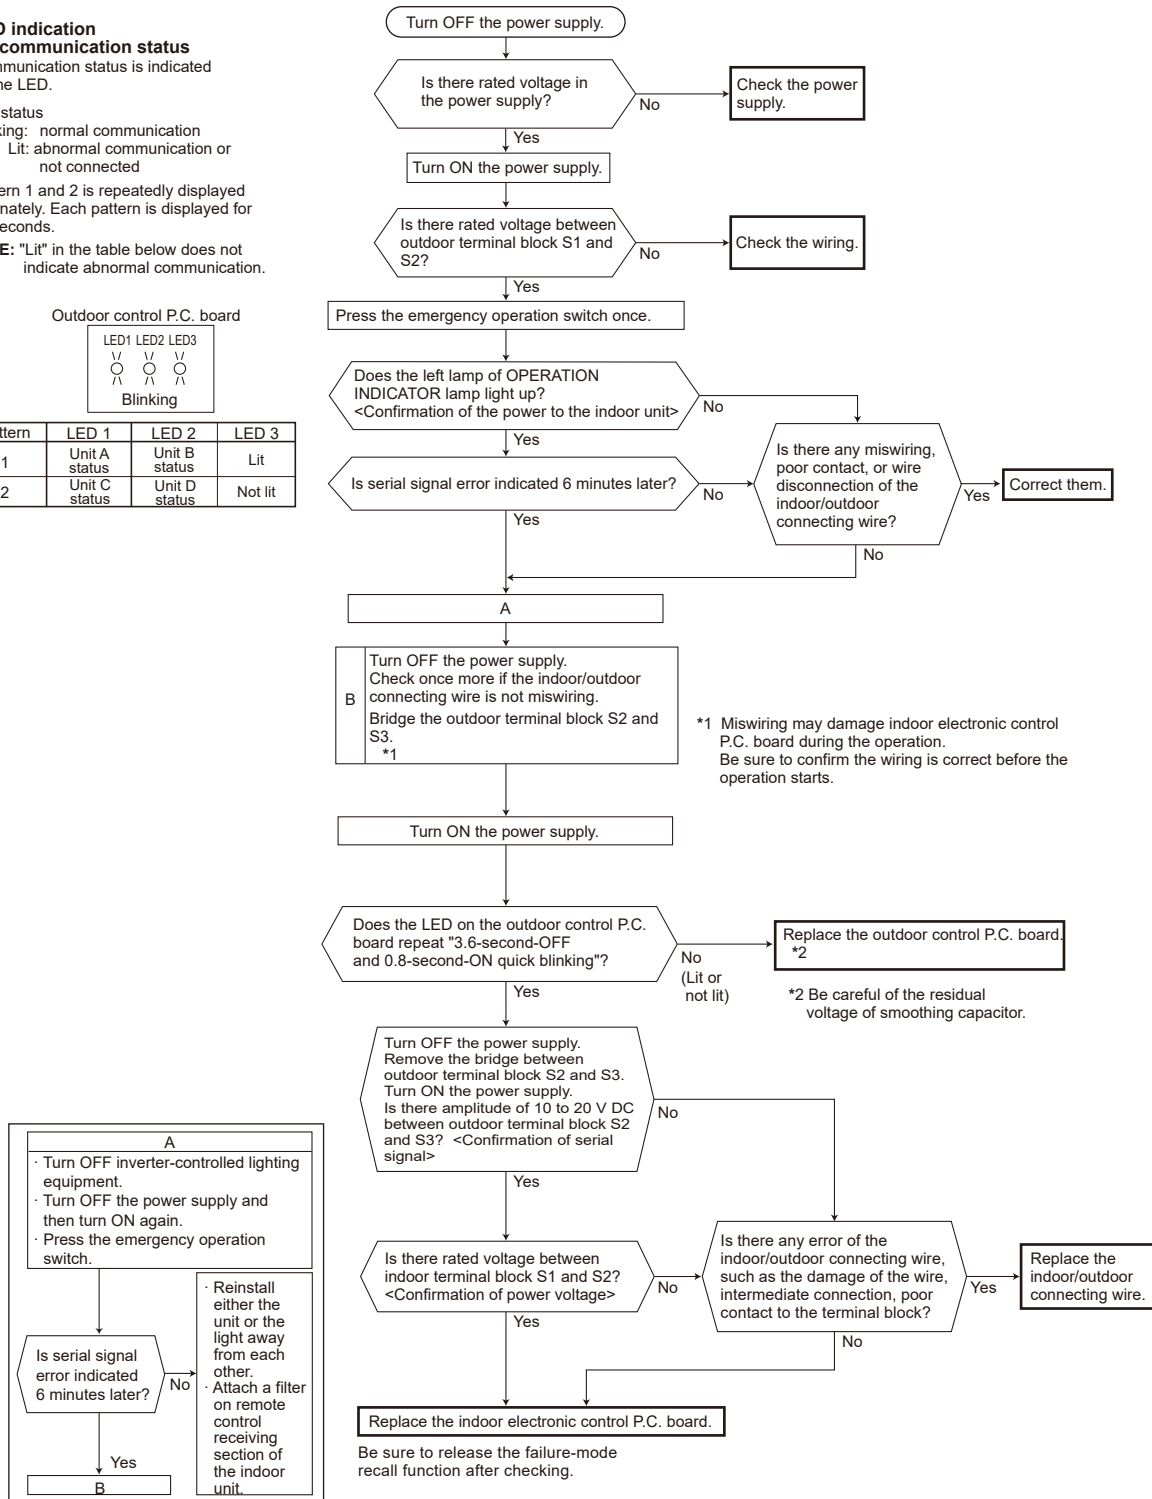 D indication
communication status
mmunication status is indicated
he LED.
status
king: normal communication
Lit: abnormal communication or
not connected
ern 1 and 2 is repeatedly displayed
nately. Each pattern is displayed for
econds.
E: "Lit" in the table below does not
indicate abnormal communication.
Outdoor control P.C. board
LED1 LED2 LED3
Blinking
ttern LED 1 LED 2 LED 3
1 Unit A status Unit B status Lit
2 Unit C status Unit D status Not lit
Turn OFF the power supply.
Is there rated voltage in
the power supply?
No
Check the power
supply.
Yes
Turn ON the power supply.
Is there rated voltage between
outdoor terminal block S1 and
S2?
No
Check the wiring.
Yes
Press the emergency operation switch once.
Does the left lamp of OPERATION
INDICATOR lamp light up?
<Confirmation of the power to the indoor unit>
No
Yes
Is serial signal error indicated 6 minutes later?
No
Is there any miswiring,
poor contact, or wire
disconnection of the
indoor/outdoor
connecting wire?
Yes
Correct them.
Yes
No
A
B
Turn OFF the power supply.
Check once more if the indoor/outdoor
connecting wire is not miswiring.
Bridge the outdoor terminal block S2 and
S3.
*1
*1 Miswiring may damage indoor electronic control
P.C. board during the operation.
Be sure to confirm the wiring is correct before the
operation starts.
Turn ON the power supply.
Does the LED on the outdoor control P.C.
board repeat "3.6-second-OFF
and 0.8-second-ON quick blinking"?
No
(Lit or
not lit)
Replace the outdoor control P.C. board.
*2
*2 Be careful of the residual
voltage of smoothing capacitor.
Yes
Turn OFF the power supply.
Remove the bridge between
outdoor terminal block S2 and S3.
Turn ON the power supply.
Is there amplitude of 10 to 20 V DC
between outdoor terminal block S2
and S3? <Confirmation of serial
signal>
No
Yes
Is there rated voltage between
indoor terminal block S1 and S2?
<Confirmation of power voltage>
No
Is there any error of the
indoor/outdoor connecting wire,
such as the damage of the wire,
intermediate connection, poor
contact to the terminal block?
Yes
Replace the
indoor/outdoor
connecting wire.
Yes
No
Replace the indoor electronic control P.C. board.
Be sure to release the failure-mode
recall function after checking.
A
· Turn OFF inverter-controlled lighting
equipment.
· Turn OFF the power supply and
then turn ON again.
· Press the emergency operation
switch.
Is serial signal
error indicated
6 minutes later?
No
· Reinstall
either the
unit or the
light away
from each
other.
· Attach a filter
on remote
control
receiving
section of
the indoor
unit.
Yes
B